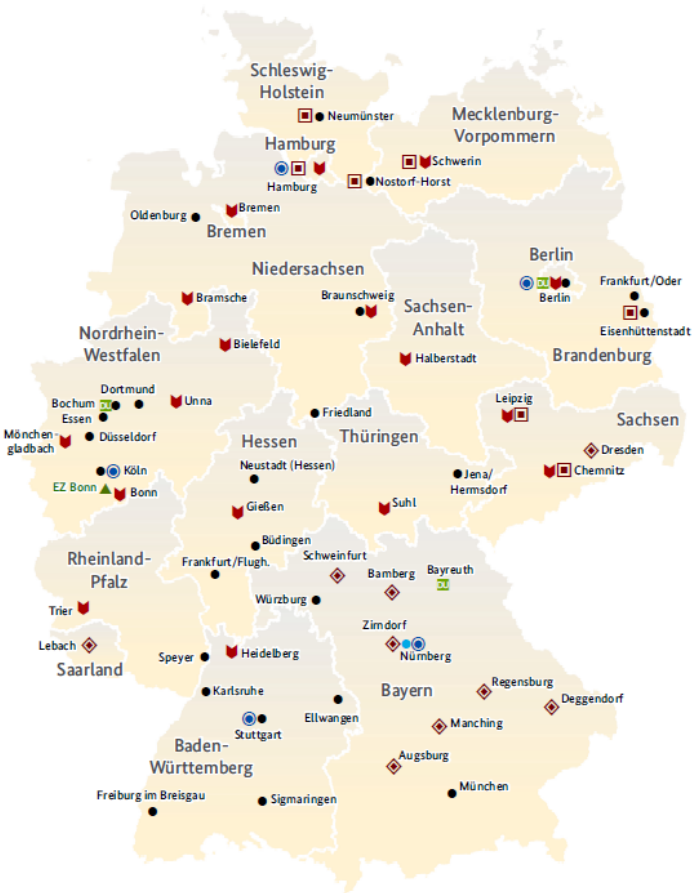 Schleswig-
Holstein
Neumünster
Mecklenburg-
Vorpommern
Hamburg
Schwerin
Hamburg
Nostorf-Horst
Bremen
Oldenburg
Bremen
Niedersachsen
Berlin
Bramsche
Braunschweig
Sachsen-
Anhalt
DU
Berlin
Frankfurt/Oder
Eisenhüttenstadt
Nordrhein-
Westfalen
Bielefeld
Halberstadt
Brandenburg
Dortmund
Bochum
DU
Essen
Unna
Friedland
Leipzig
Sachsen
Mönchen-
gladbach
Düsseldorf
Hessen
Thüringen
Dresden
Köln
Neustadt (Hessen)
Jena/
Hermsdorf
Chemnitz
EZ Bonn
Bonn
Gießen
Suhl
Rheinland-
Pfalz
Büdingen
Frankfurt/Flugh.
Schweinfurt
Bamberg
Bayreuth
DU
Würzburg
Trier
Zirndorf
Nürnberg
Lebach
Saarland
Speyer
Heidelberg
Karlsruhe
Ellwangen
Bayern
Regensburg
Deggendorf
Stuttgart
Manching
Baden-
Württemberg
Augsburg
München
Freiburg im Breisgau
Sigmaringen